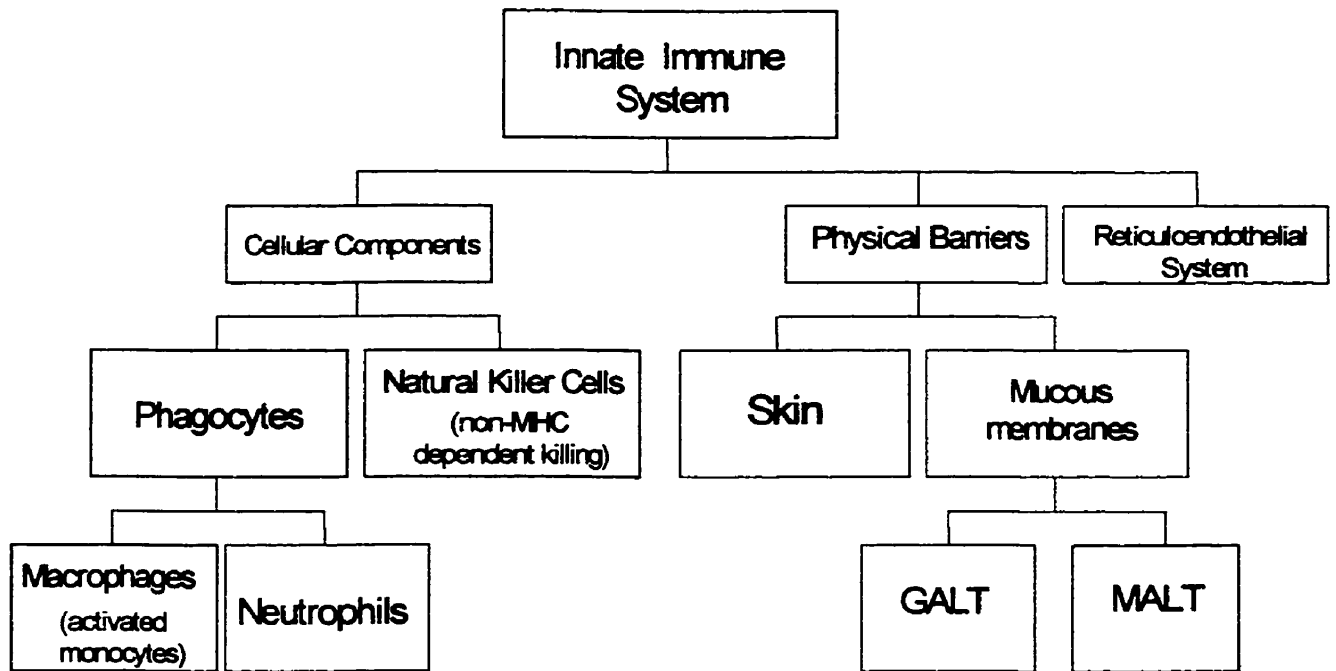 Innate Immune
System
Cellular Components
Physical Barriers
Reticuloendothelial
System
Phagocytes
Natural Killer Cells
(non-MHC
dependent killing)
Skin
Mucous
membranes
Macrophages
(activated
monocytes)
Neutrophils
GALT
MALT